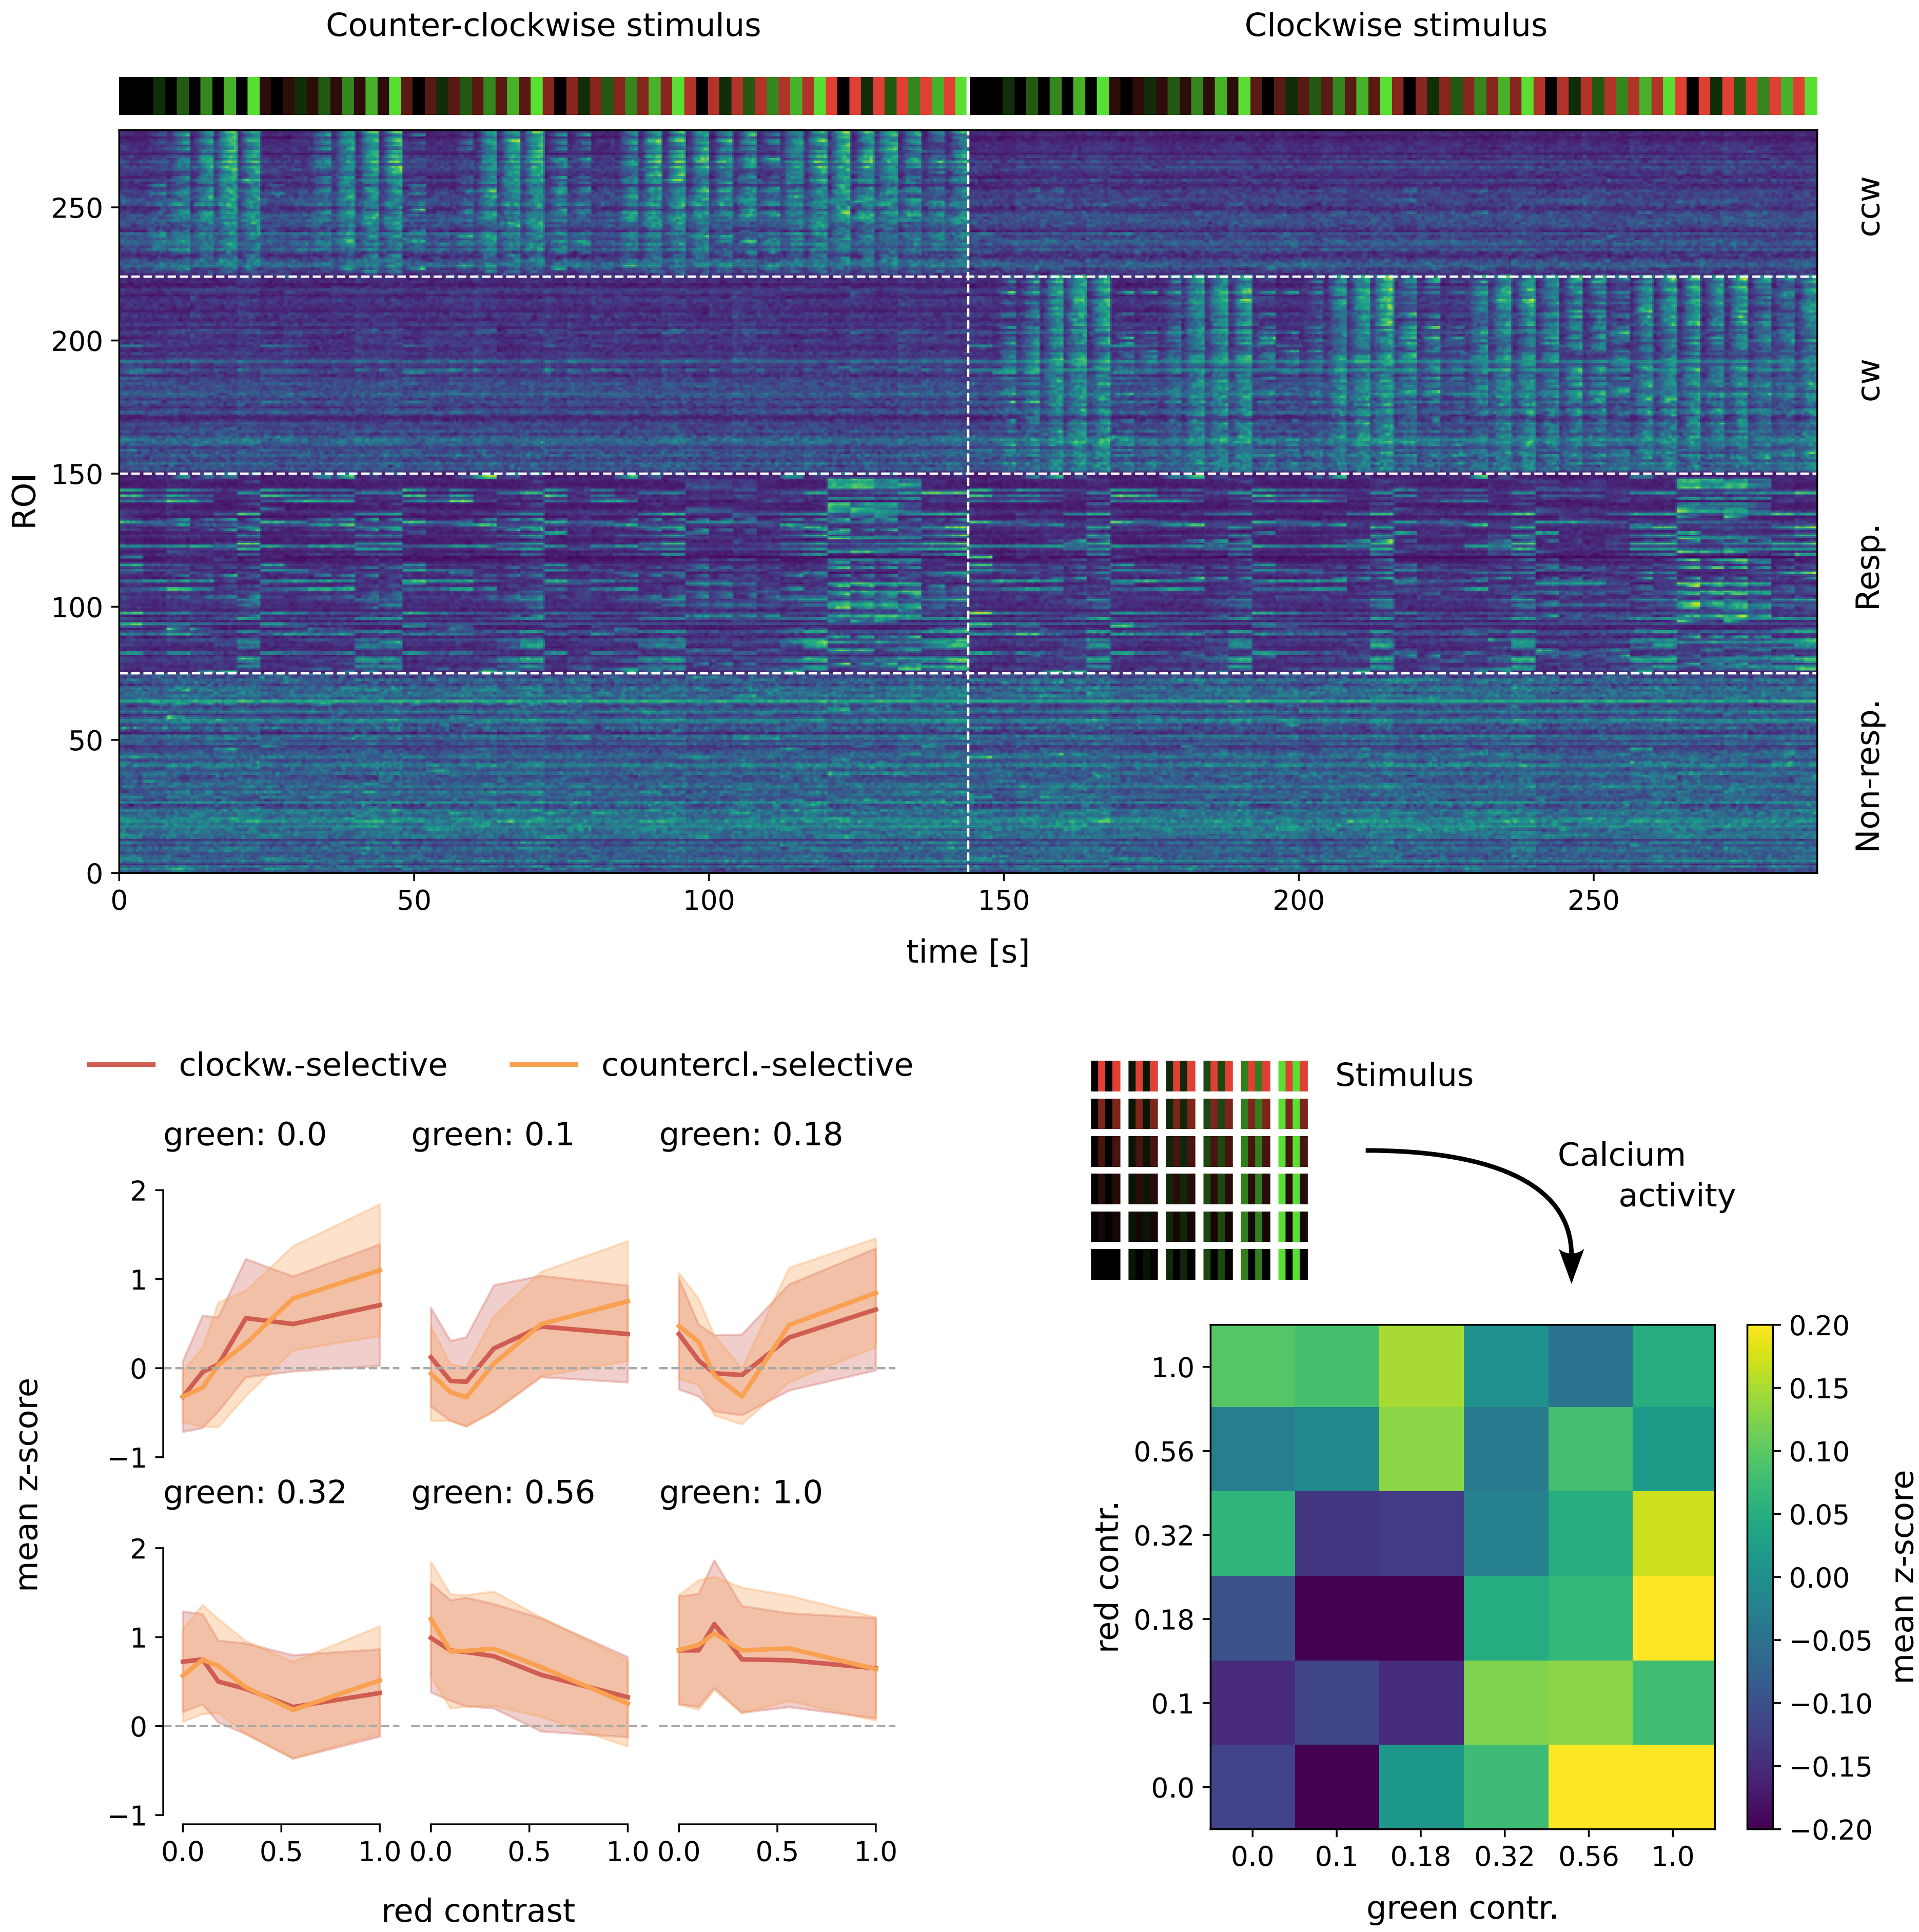 Counter-clockwise stimulus
Clockwise stimulus
ROI
250
200
150
100
50
0
ccw
cw
Resp.
Non-resp.
0
50
100
150
200
250
time [s]
clockw.-selective
countercl.-selective
mean z-score
green: 0.0
green: 0.1
green: 0.18
2
1
0
−1
green: 0.32
green: 0.56
green: 1.0
2
1
0
−1
0.0
0.5
1.0
0.0
0.5
1.0
0.0
0.5
1.0
red contrast
Stimulus
Calcium
activity
red contr.
1.0
0.56
0.32
0.18
0.1
0.0
0.0
0.1
0.18
0.32
0.56
1.0
green contr.
0.20
0.15
0.10
0.05
0.00
−0.05
−0.10
−0.15
−0.20
mean z-score